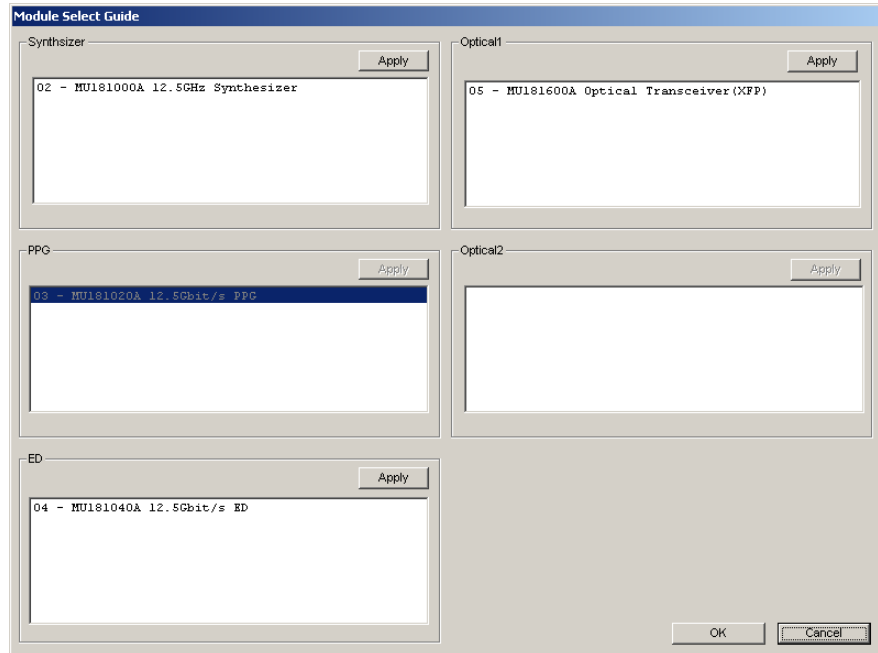 Module Select Guide
Synthsizer
Apply
02 - MU181000A 12.5GHz Synthesizer
Optical1
Apply
05 - MU181600A Optical Transceiver(XFP)
PPG
Apply
03 - MU181020A 12.5Gbit/s PPG
Optical2
Apply
ED
Apply
04 - MU181040A 12.5Gbit/s ED
OK
Cancel